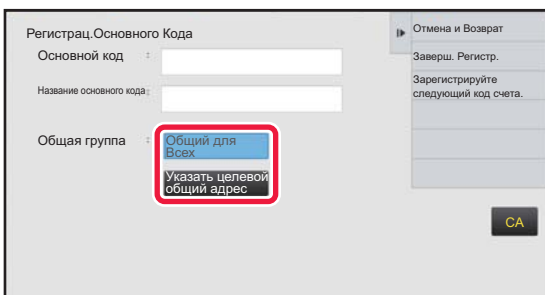 Регистрац.Основного Кода
Основной код :
Название основного кода :
Общая группа :
Общий для
Всех
Указать целевой
общий адрес
Отмена и Возврат
Заверш. Регистр.
Зарегистрируйте
следующий код счета.
CA